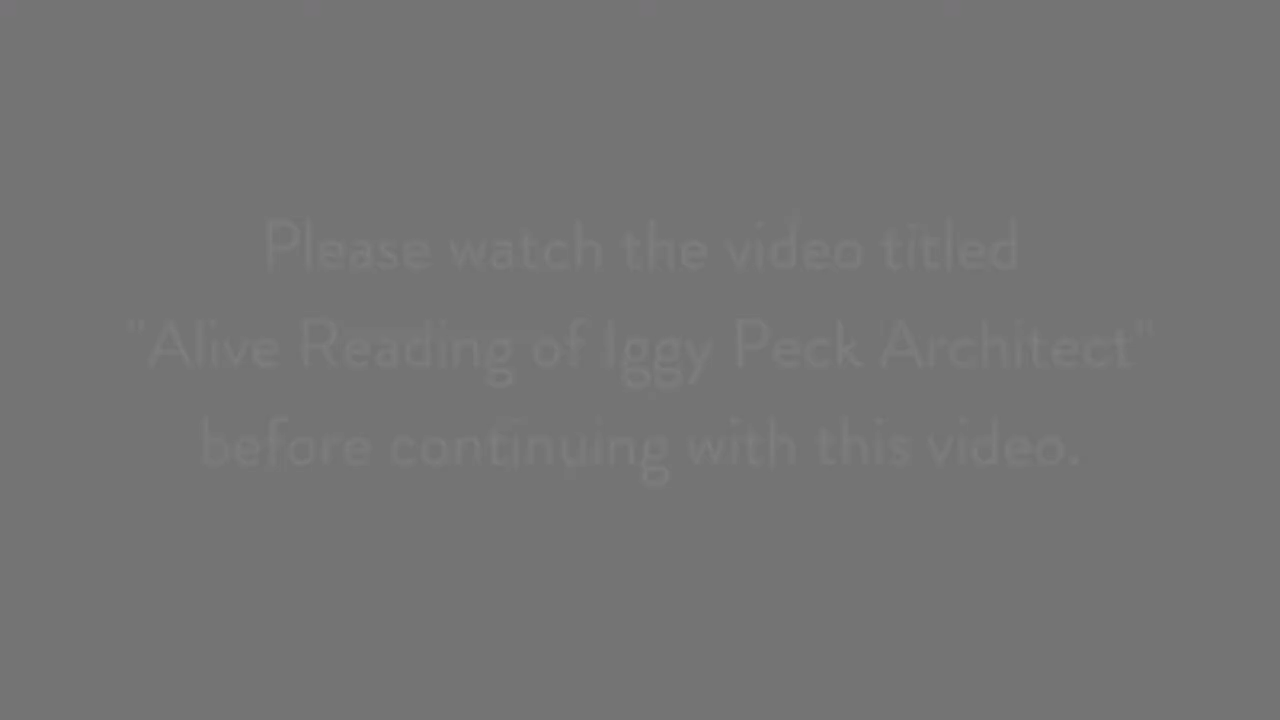 Please watch the video titled
"Alive Reading of Iggy Peck Architect"
before continuing with this video.